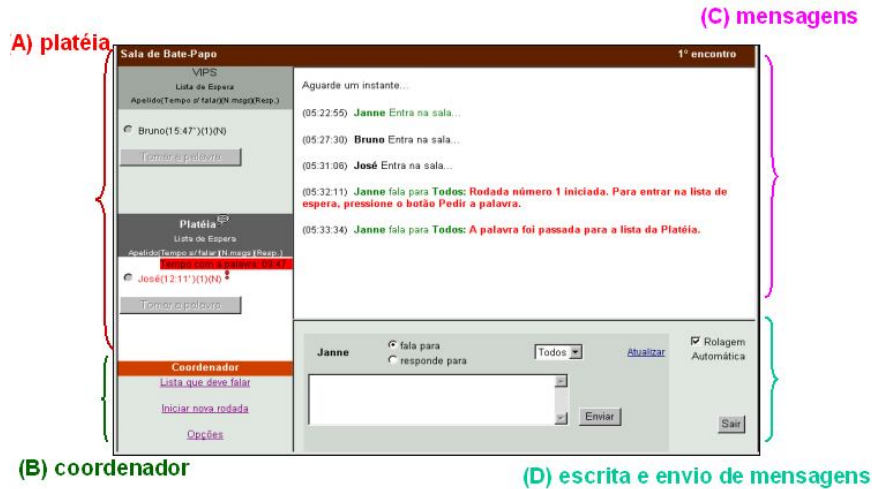 (C) mensagens
(A) platéia
Sala de Bate-Papo
1º encontro
VIPS
Lista de Espera
Apelido(Tempo s/ falar)(N.msgs)(Resp.)
Bruno(15:47')(1)(N)
Tomar a palavra
Platéia
Lista de Espera
Apelido(Tempo s/ falar)(N.msgs)(Resp.)
Tempo com a palavra: 03:47
José(12:11')(1)(N)
Tomar a palavra
Coordenador
Lista que deve falar
Iniciar nova rodada
Opções
(B) coordenador
Aguarde um instante...
(05:22:55) Janne Entra na sala...
(05:27:30) Bruno Entra na sala...
(05:31:06) José Entra na sala...
(05:32:11) Janne fala para Todos: Rodada número 1 iniciada. Para entrar na lista de
espera, pressione o botão Pedir a palavra.
(05:33:34) Janne fala para Todos: A palavra foi passada para a lista da Platéia.
Janne
fala para
responde para
Todos
Atualizar
Rolagem
Automática
Enviar
Sair
(D) escrita e envio de mensagens